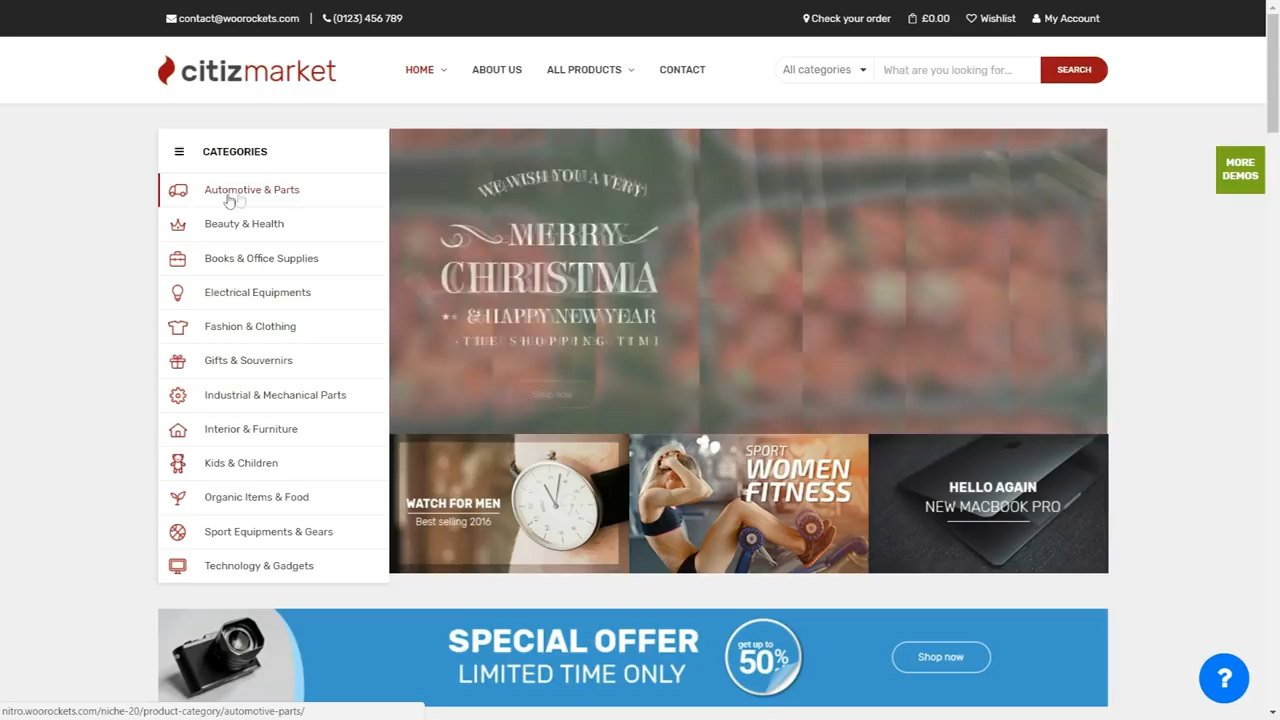 contact@woorockets.com | (0123) 456 789
Check your order £0.00 Wishlist My Account
citizmarket
HOME ABOUT US ALL PRODUCTS CONTACT
All categories What are you looking for... SEARCH
CATEGORIES
Automotive & Parts
Beauty & Health
Books & Office Supplies
Electrical Equipments
Fashion & Clothing
Gifts & Souvernirs
Industrial & Mechanical Parts
Interior & Furniture
Kids & Children
Organic Items & Food
Sport Equipments & Gears
Technology & Gadgets
WE WISH YOU A VERY
MERRY
CHRISTMA
& HAPPY NEW YEAR
THE SHOPPING TIM
Shop now
MORE
DEMOS
WATCH FOR MEN
Best selling 2016
SPORT
WOMEN
FITNESS
HELLO AGAIN
NEW MACBOOK PRO
SPECIAL OFFER
LIMITED TIME ONLY
get up to
50%
Shop now
?
nitro.woorockets.com/niche-20/product-category/automotive-parts/